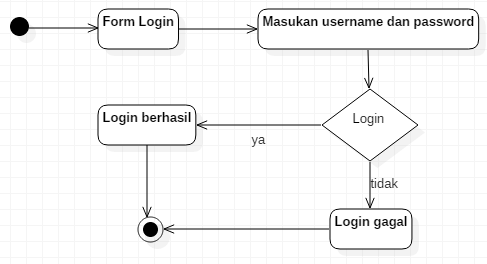 Form Login
Masukan username dan password
Login berhasil
Login
ya
tidak
Login gagal